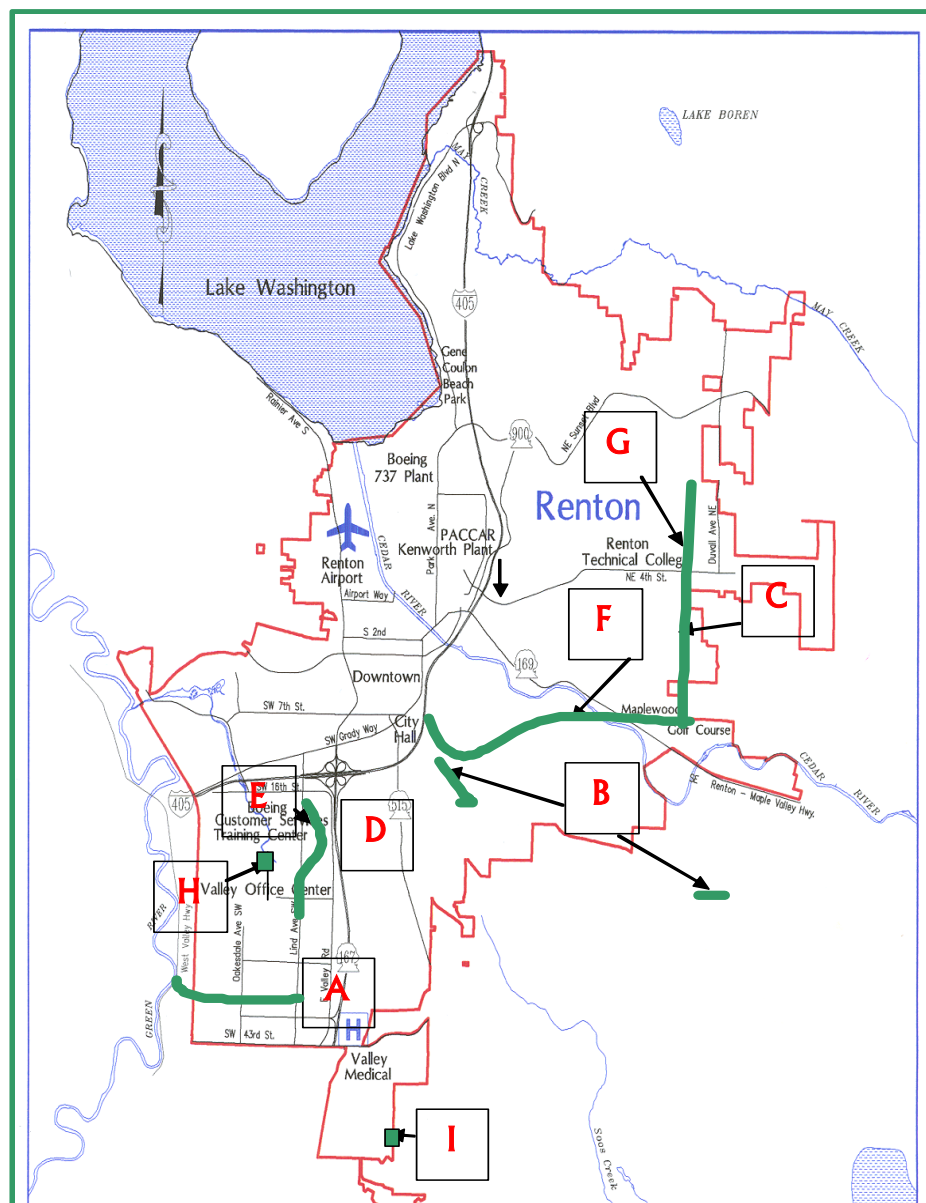 LAKE BOREN
MAY
CREEK
Lake Washington Blvd N
Lake Washington
405
MAY CREEK
Gene
Coulon
Beach
Park
Rainier Ave S
NE Sunset Blvd
900
G
Boeing
737 Plant
Renton
Park Ave. N
PACCAR
Kenworth Plant
CEDAR
RIVER
Renton
Airport
Airport Way
Renton
Technical Colleg
NE 4th St.
Duvall Ave NE
C
F
S 2nd
169
Downtown
SW 7th St.
City
Hall
SW Grady Way
Maplewood
Golf Course
Renton - Maple Valley Hwy.
CEDAR
RIVER
405
SW 16th St.
E
Boeing
Customer Services
Training Center
D
515
B
H
Valley Office Center
RIVER
GREEN
West Valley Hwy
Oakesdale Ave SW
Lind Ave SW
E Valley Rd
167
A
SW 43rd St.
H
Valley
Medical
I
Soos Creek